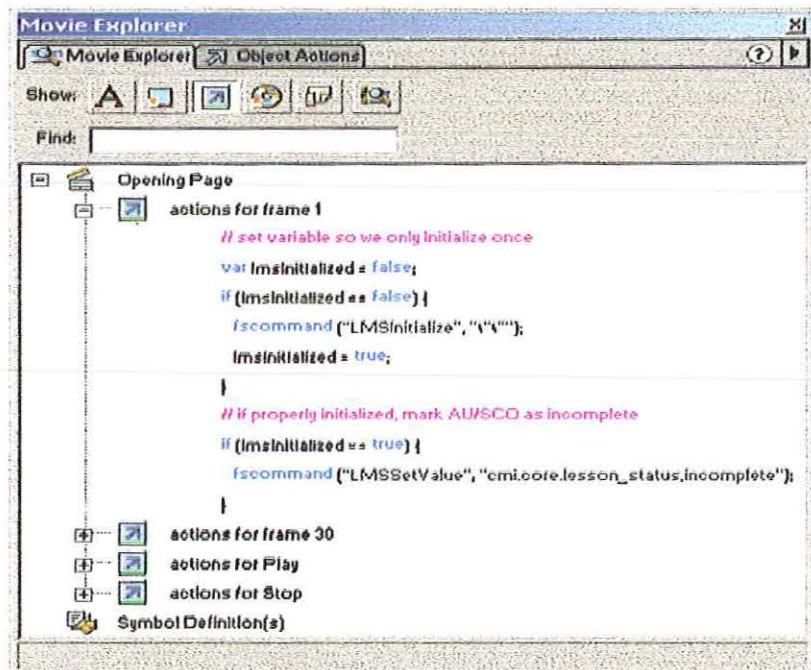 Movie Explorer
Movie Explorer Object Actions
Show: A
Find:
Opening Page
actions for frame 1
// set variable so we only initialize once
var lmsInitialized = false;
if (lmsInitialized == false) {
fscommand ("LMSInitialize", "\"\"");
lmsInitialized = true;
}
// if properly initialized, mark AU/SCO as incomplete
if (lmsInitialized == true) {
fscommand ("LMSSetValue", "cmi.core.lesson_status,incomplete");
}
actions for frame 30
actions for Play
actions for Stop
Symbol Definition(s)